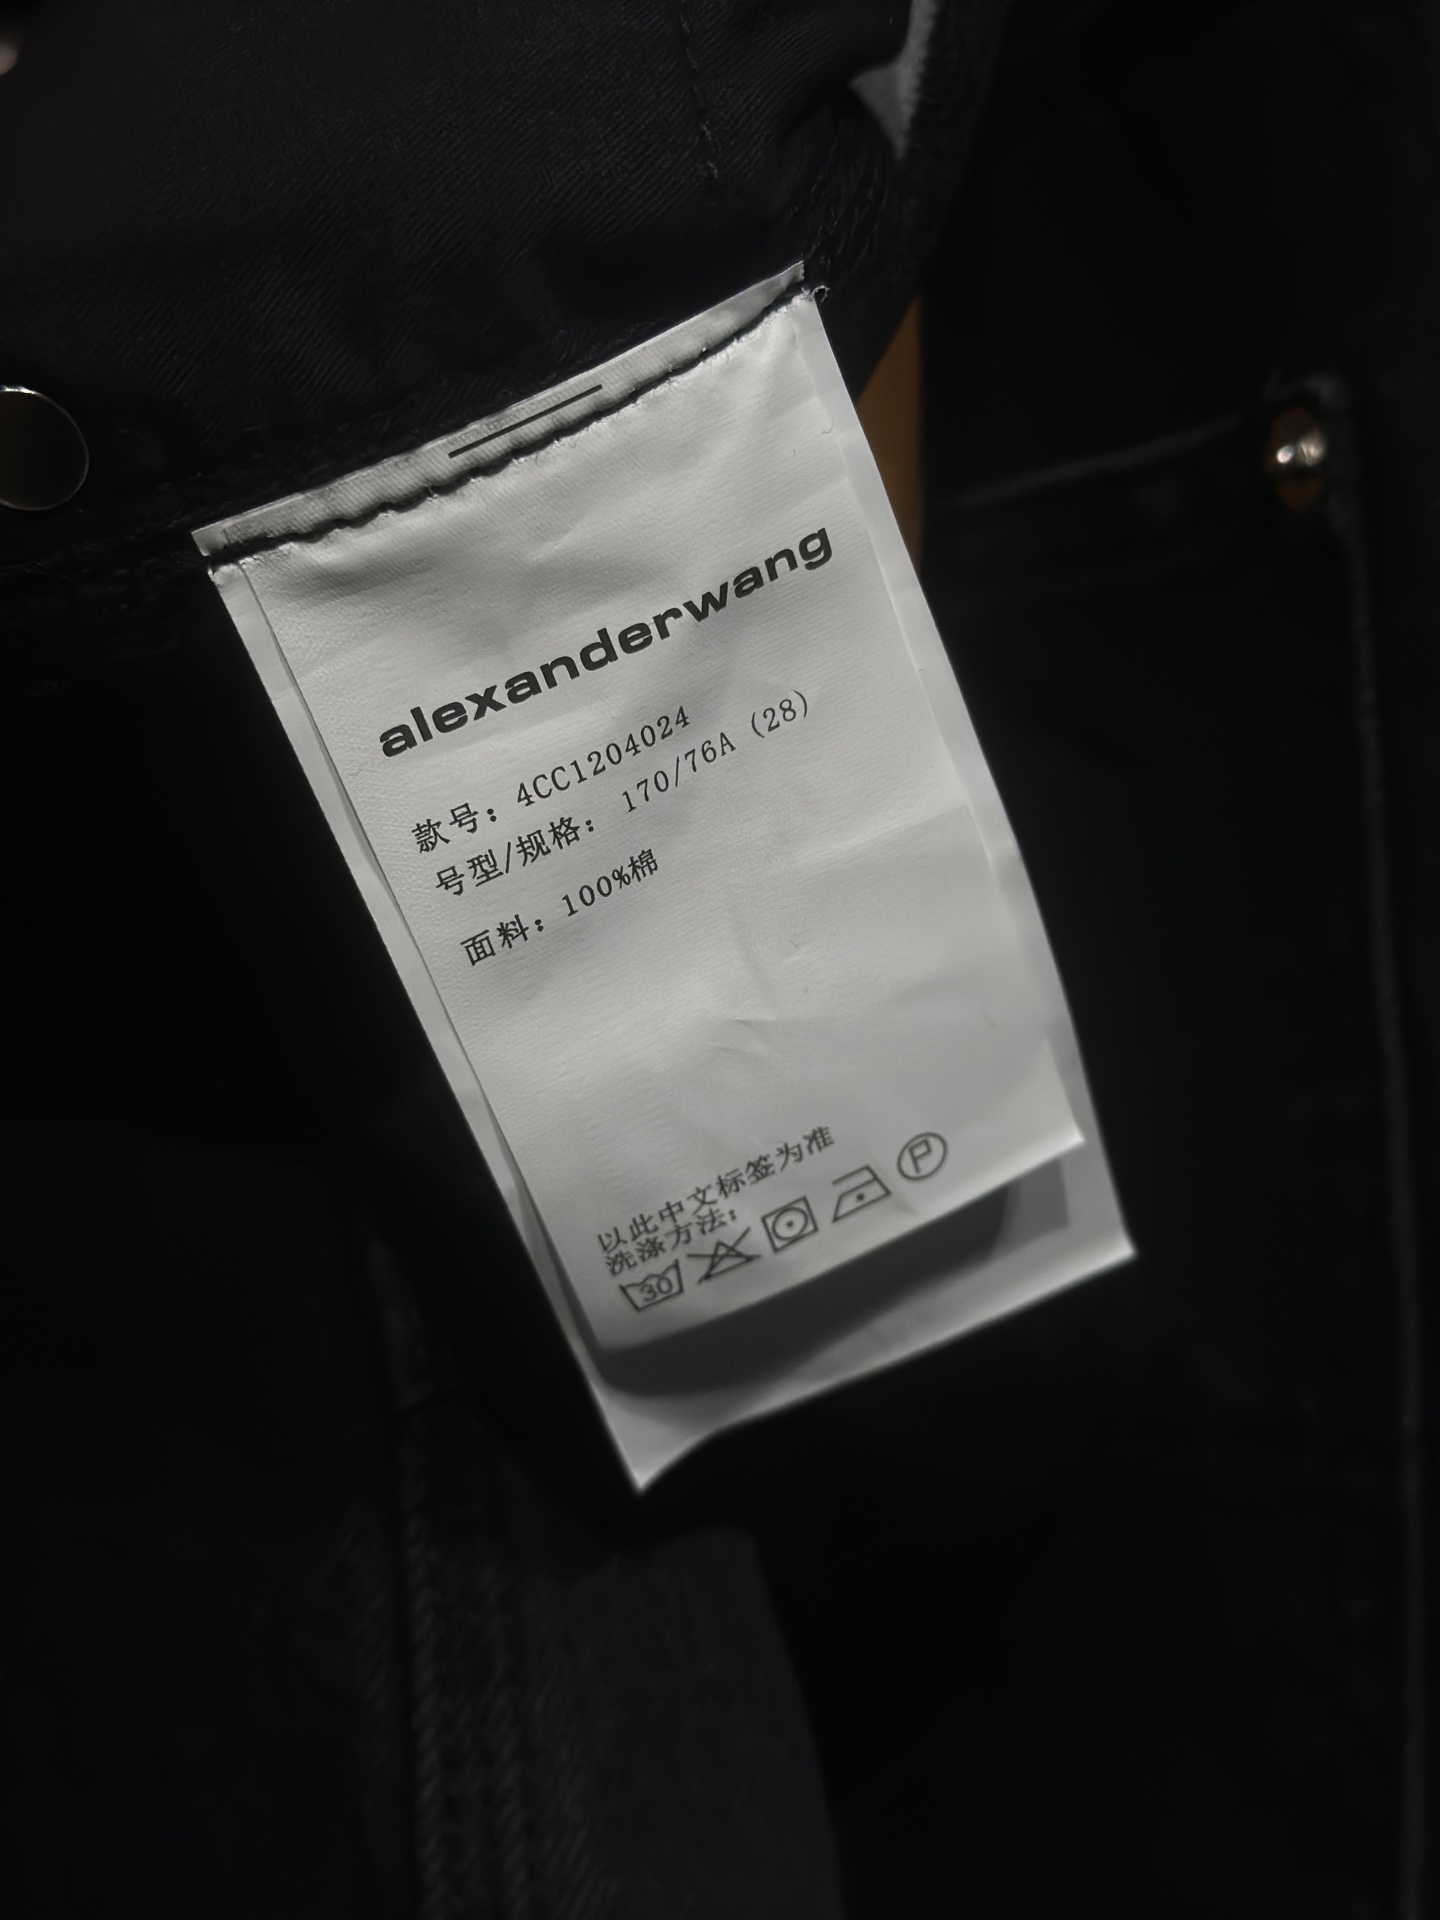 alexanderwang
款号：4CC1204024
号型/规格：170/76A (28)
面料：100%棉
以此中文标签为准
洗涤方法：
30
P